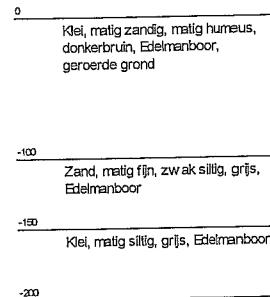 0
Klei, matig zandig, matig humeus,
donkerbruin, Edelmanboor,
geroerde grond
-100
Zand, matig fijn, zwak siltig, grijs,
Edelmanboor
-150
Klei, matig siltig, grijs, Edelmanboor
-200